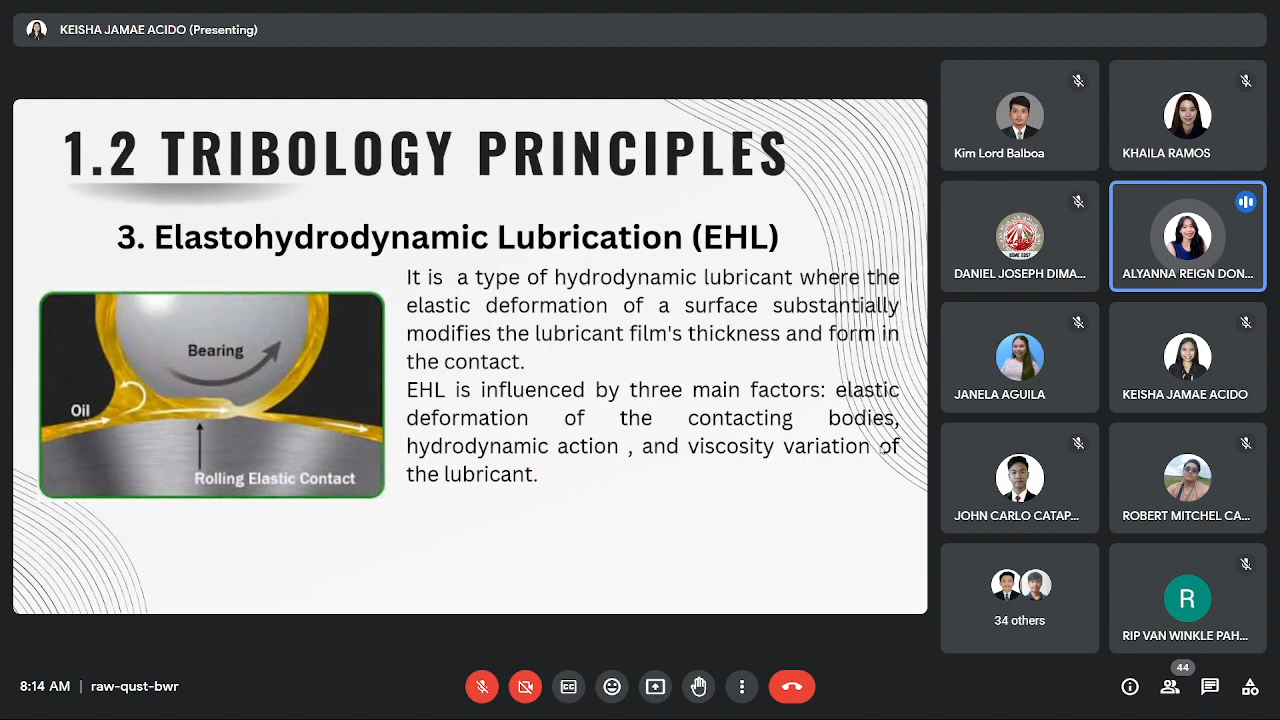 KEISHA JAMAE ACIDO (Presenting)
1.2 TRIBOLOGY PRINCIPLES
3. Elastohydrodynamic Lubrication (EHL)
It is a type of hydrodynamic lubricant where the
elastic deformation of a surface substantially
modifies the lubricant film's thickness and form in
the contact.
EHL is influenced by three main factors: elastic
deformation of the contacting bodies,
hydrodynamic action , and viscosity variation of
the lubricant.
Bearing
Oil
Rolling Elastic Contact
Kim Lord Balboa
KHAILA RAMOS
DANIEL JOSEPH DIMA...
ALYANNA REIGN DON...
JANELA AGUILA
KEISHA JAMAE ACIDO
JOHN CARLO CATAP...
ROBERT MITCHEL CA...
34 others
R
RIP VAN WINKLE PAH...
8:14 AM | raw-qust-bwr
44